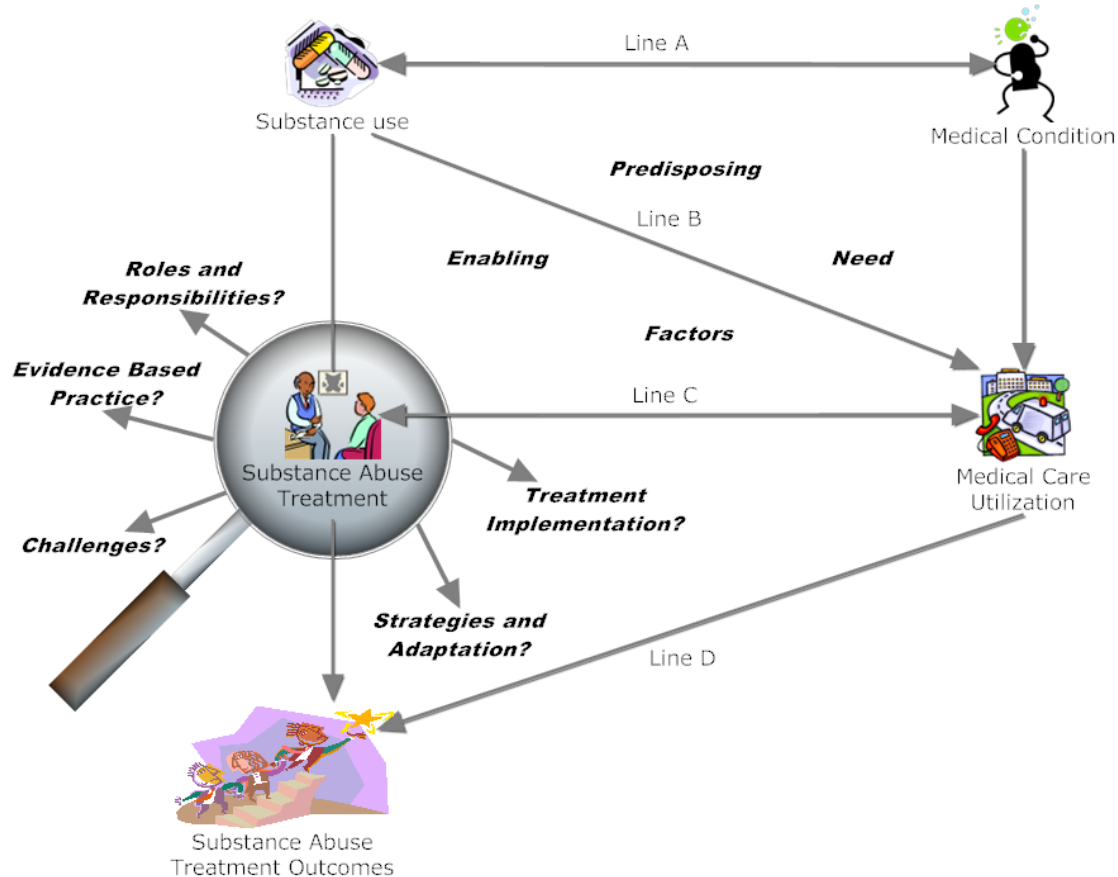 Line A
Substance use
Medical Condition
Predisposing
Line B
Enabling
Need
Roles and
Responsibilities?
Factors
Evidence Based
Practice?
Line C
Substance Abuse
Treatment
Medical Care
Utilization
Treatment
Implementation?
Challenges?
Strategies and
Adaptation?
Line D
Substance Abuse
Treatment Outcomes